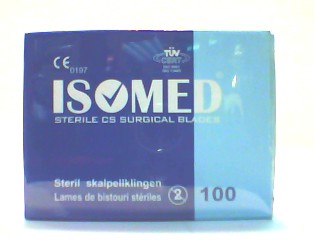 CE 0197
TÜV
CERT
ISOMED
STERILE CS SURGICAL BLADES
Steril skalpellklingen
Lames de bistouri stériles
2
100